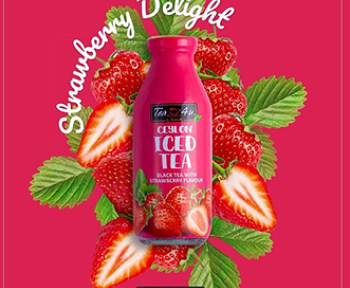 Strawberry Delight
Tea 4u
CEYLON
ICED
TEA
BLACK TEA WITH
STRAWBERRY FLAVOUR